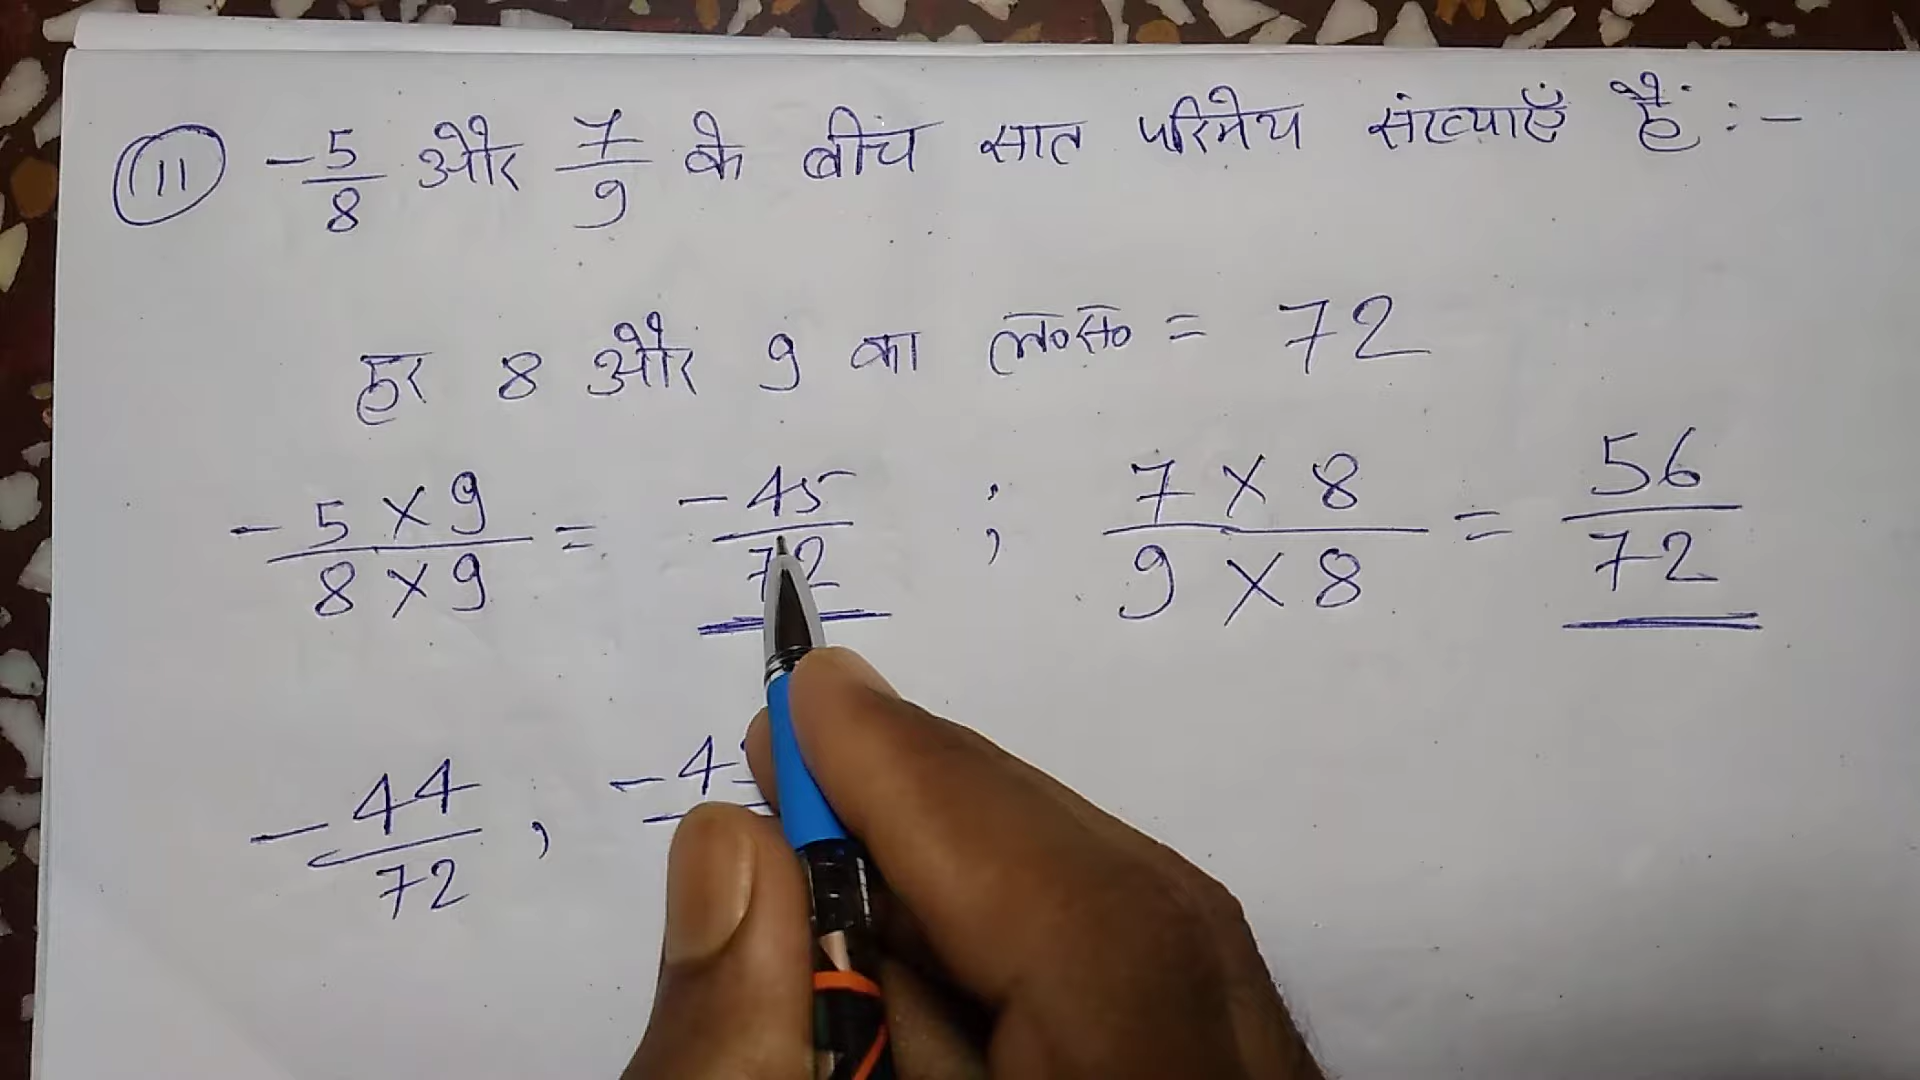 (11) -5/8 और 7/9 के बीच सात परिमेय संख्याएँ हैं :-
हर 8 और 9 का ल०स० = 72
-5×9/8×9 = -45/72 ; 7×8/9×8 = 56/72
-44/72 , -4